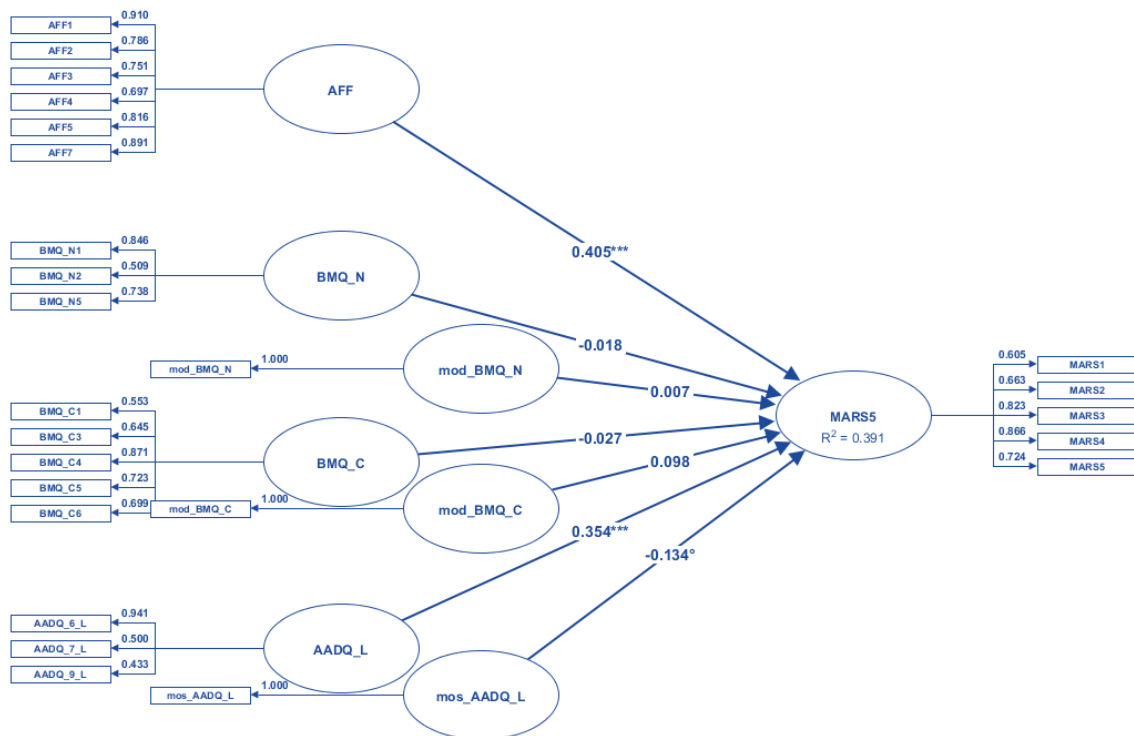 0.910
AFF1
0.786
AFF2
0.751
AFF3
0.697
AFF4
0.816
AFF5
0.891
AFF7
AFF
0.405***
0.846
BMQ_N1
0.509
BMQ_N2
0.738
BMQ_N5
BMQ_N
-0.018
1.000
mod_BMQ_N
mod_BMQ_N
0.007
0.553
BMQ_C1
0.645
BMQ_C3
0.871
BMQ_C4
0.723
BMQ_C5
0.699
BMQ_C6
BMQ_C
-0.027
1.000
mod_BMQ_C
mod_BMQ_C
0.098
0.941
AADQ_6_L
0.500
AADQ_7_L
0.433
AADQ_9_L
AADQ_L
0.354***
1.000
mos_AADQ_L
mos_AADQ_L
-0.134°
MARS5
R² = 0.391
0.605
MARS1
0.663
MARS2
0.823
MARS3
0.866
MARS4
0.724
MARS5